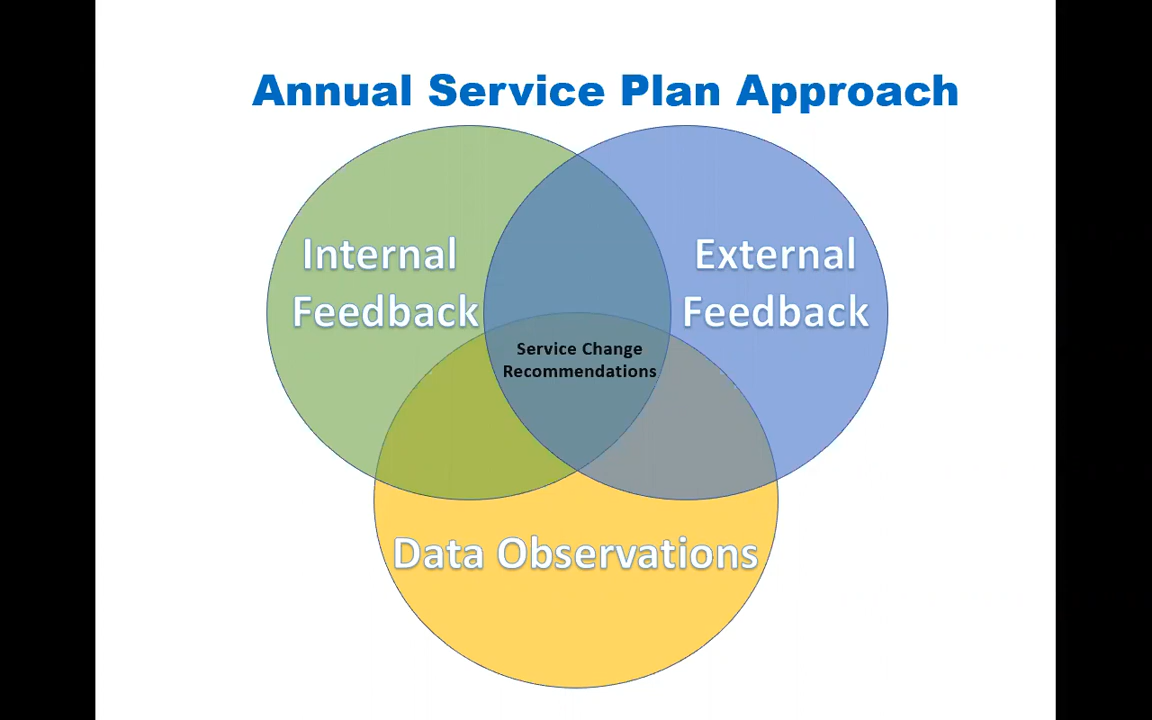 Annual Service Plan Approach
Internal
Feedback
External
Feedback
Service Change
Recommendations
Data Observations